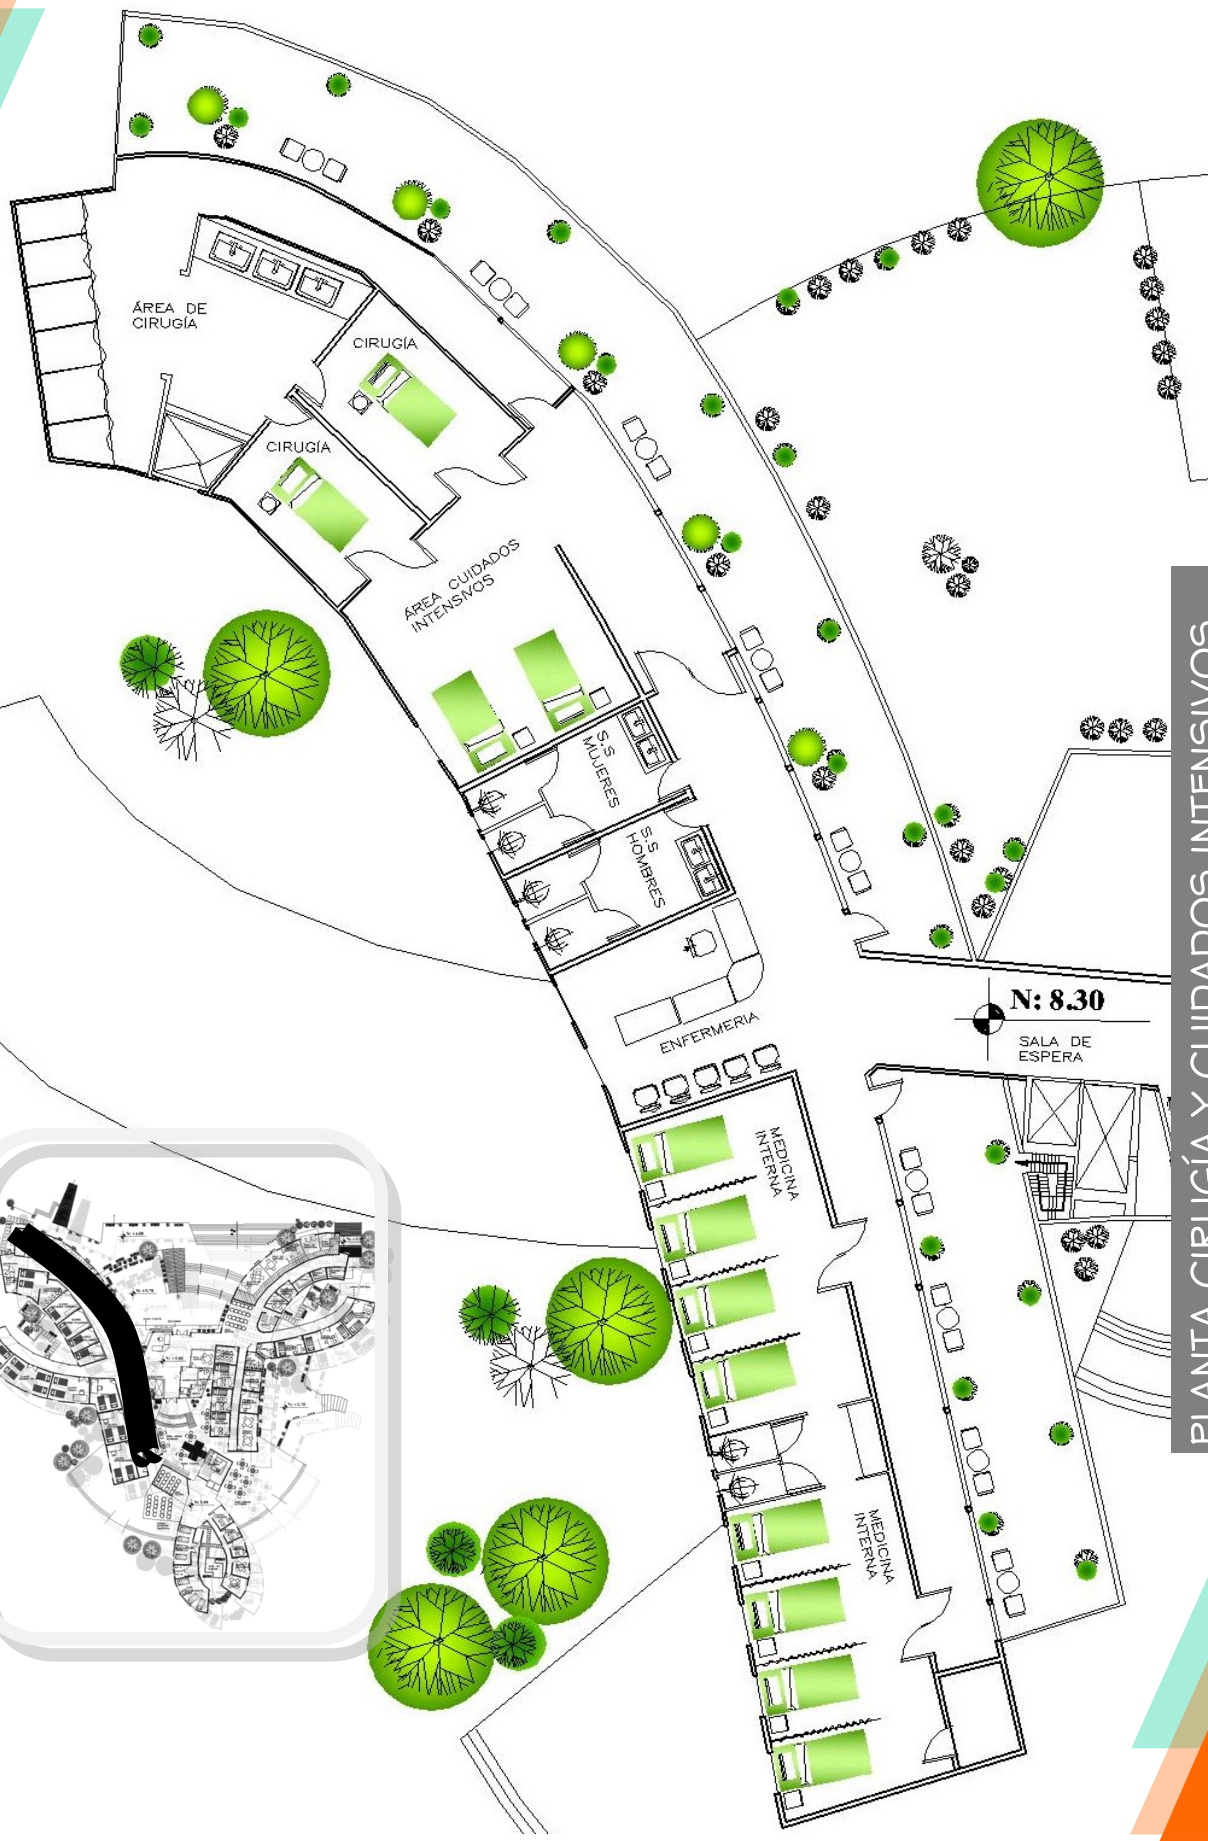 ÁREA DE
CIRUGÍA
CIRUGÍA
CIRUGÍA
ÁREA CUIDADOS
INTENSIVOS
S.S
MUJERES
S.S
HOMBRES
ENFERMERIA
N: 8.30
SALA DE
ESPERA
MEDICINA
INTERNA
MEDICINA
INTERNA
PLANTA CIRUGÍA Y CUIDADOS INTENSIVOS